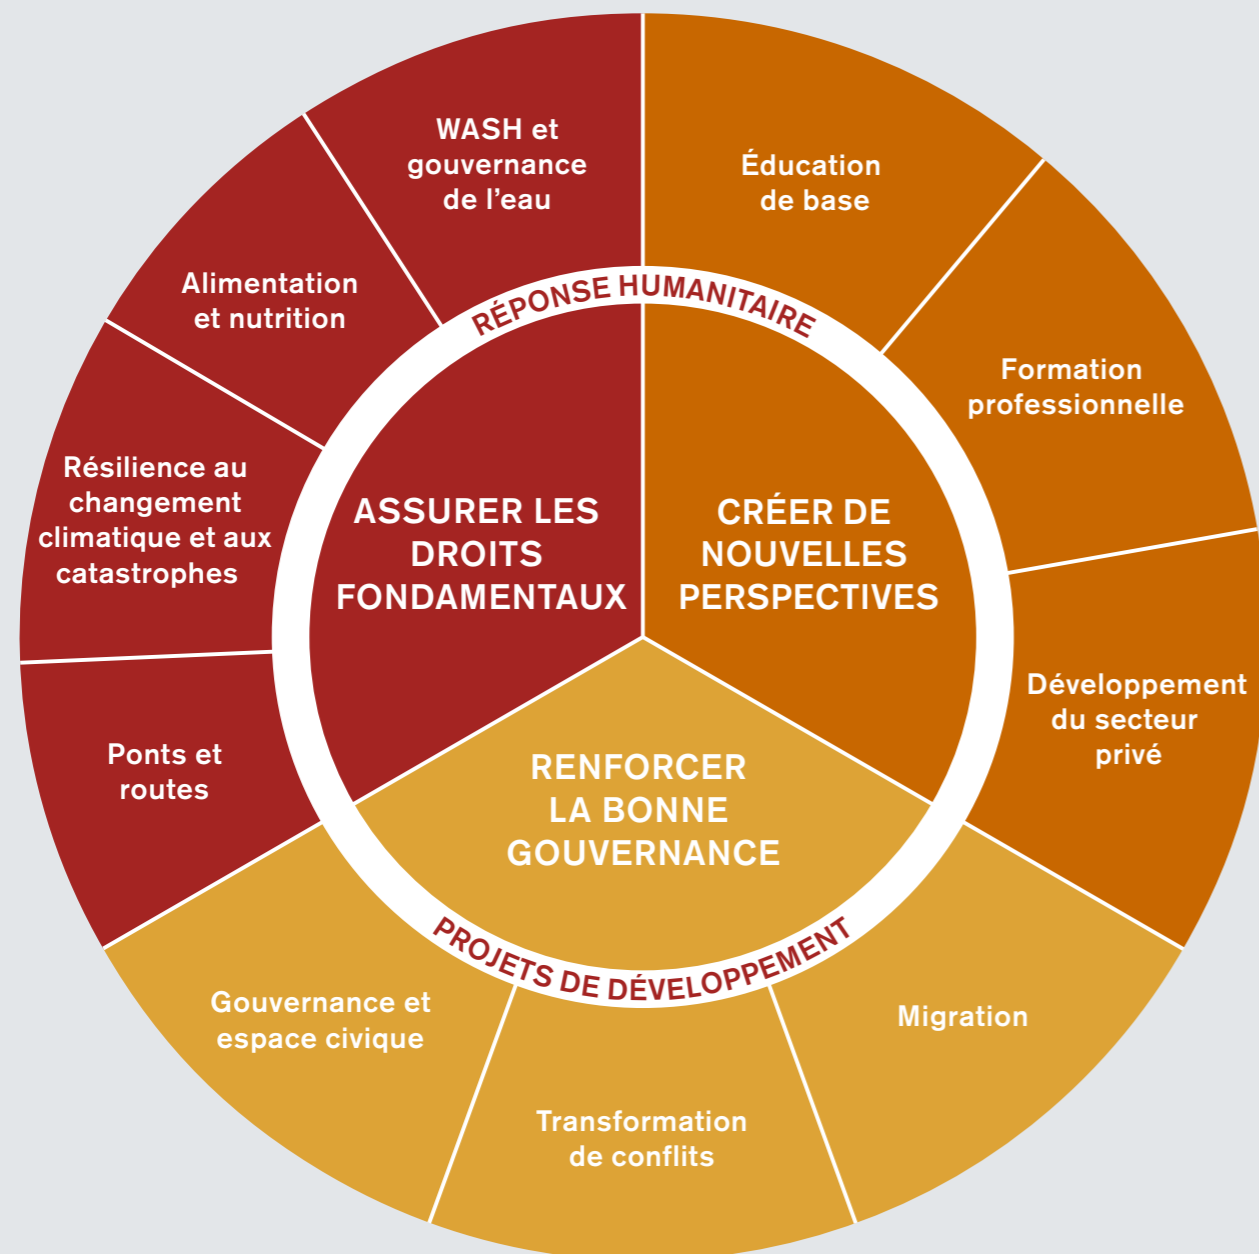 WASH et
gouvernance
de l’eau
Éducation
de base
Alimentation
et nutrition
RÉPONSE HUMANITAIRE
Formation
professionnelle
Résilience au
changement
climatique et aux
catastrophes
ASSURER LES
DROITS
FONDAMENTAUX
CRÉER DE
NOUVELLES
PERSPECTIVES
Développement
du secteur
privé
Ponts et
routes
RENFORCER
LA BONNE
GOUVERNANCE
PROJETS DE DÉVELOPPEMENT
Gouvernance et
espace civique
Migration
Transformation
de conflits